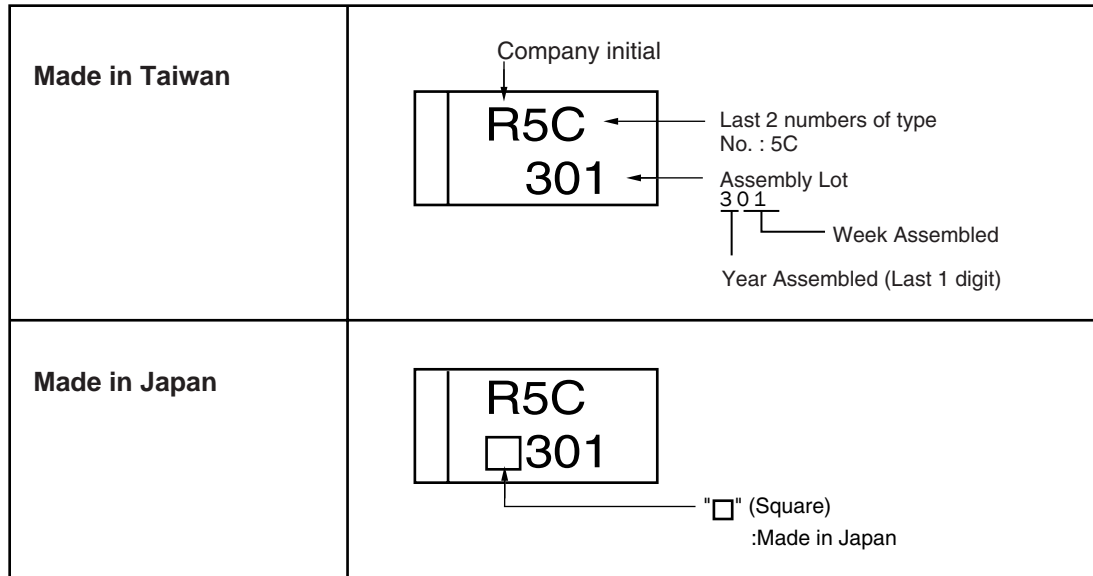 Made in Taiwan
Company initial
R5C
301
Last 2 numbers of type
No. : 5C
Assembly Lot
301
Week Assembled
Year Assembled (Last 1 digit)
Made in Japan
R5C
□301
"□" (Square)
:Made in Japan